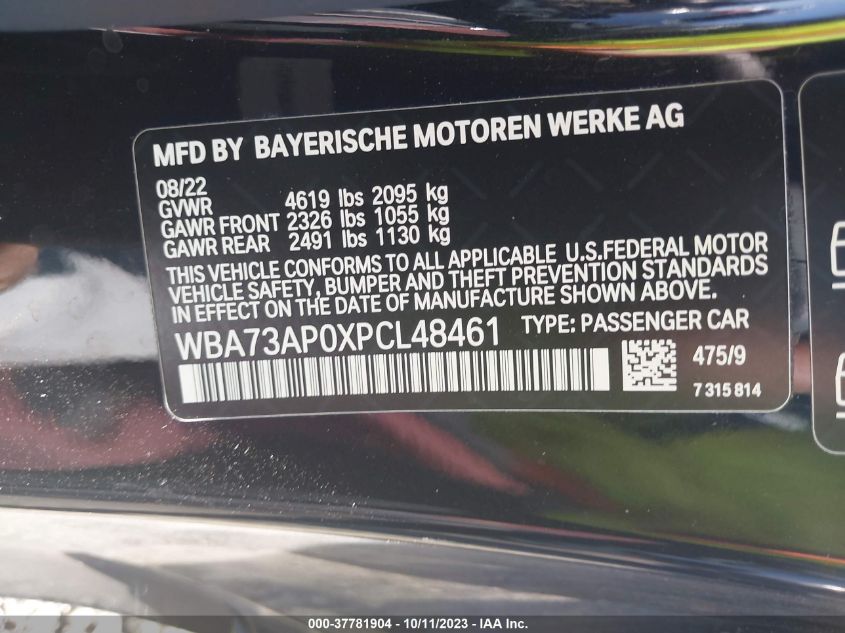 MFD BY BAYERISCHE MOTOREN WERKE AG
08/22
GVWR 4619 lbs 2095 kg
GAWR FRONT 2326 lbs 1055 kg
GAWR REAR 2491 lbs 1130 kg
THIS VEHICLE CONFORMS TO ALL APPLICABLE U.S.FEDERAL MOTOR
VEHICLE SAFETY, BUMPER AND THEFT PREVENTION STANDARDS
IN EFFECT ON THE DATE OF MANUFACTURE SHOWN ABOVE.
WBA73AP0XPCL48461 TYPE: PASSENGER CAR
475/9
7315814
000-37781904 - 10/11/2023 - IAA Inc.